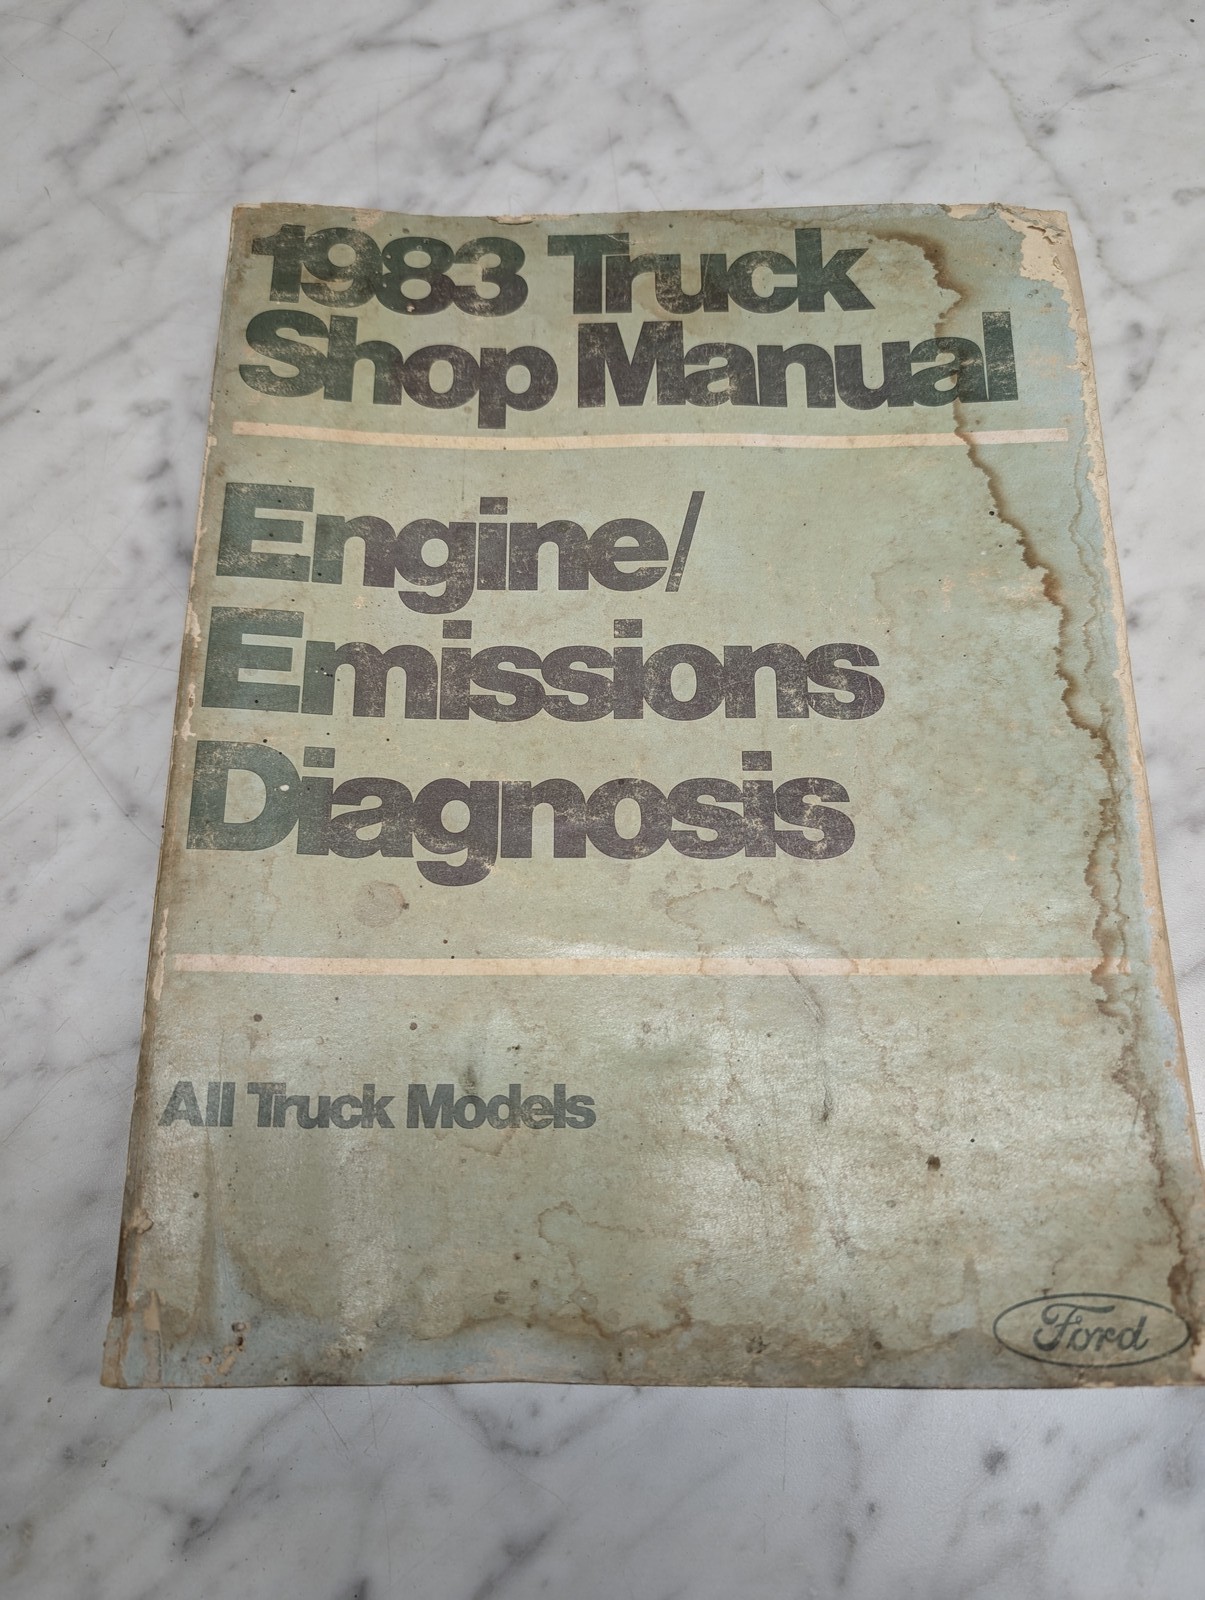 1983 Truck
Shop Manual
Engine/
Emissions
Diagnosis
All Truck Models
Ford